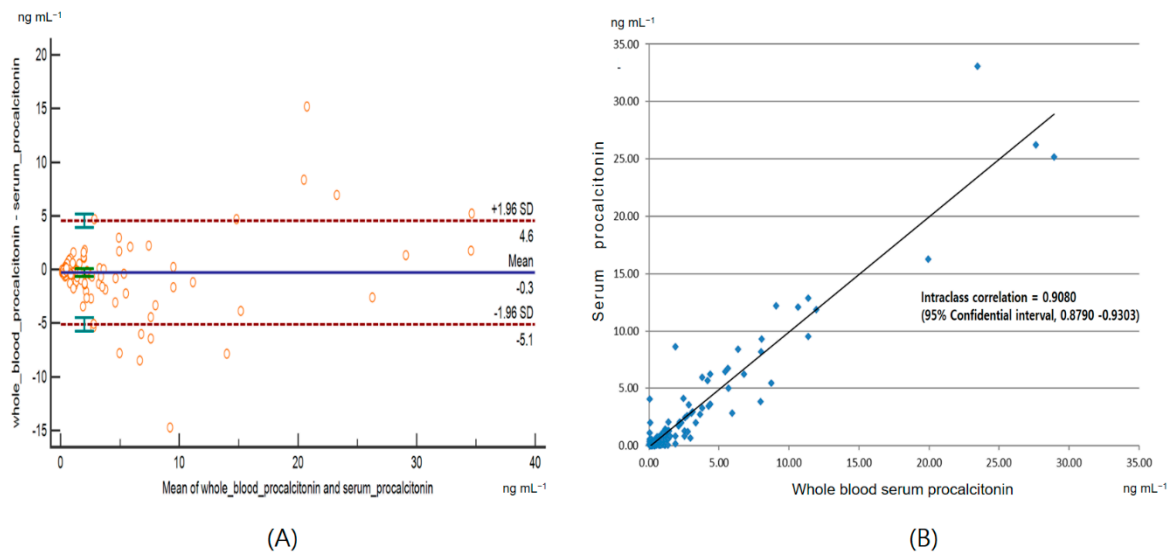 ng mL⁻¹
20
15
10
5
0
-5
-10
-15
whole_blood_procalcitonin - serum_procalcitonin
+1.96 SD
4.6
Mean
-0.3
-1.96 SD
-5.1
0
10
20
30
40
Mean of whole_blood_procalcitonin and serum_procalcitonin
ng mL⁻¹
(A)
ng mL⁻¹
35.00
-
30.00
25.00
20.00
15.00
10.00
5.00
0.00
Serum procalcitonin
Intraclass correlation = 0.9080
(95% Confidential interval, 0.8790 -0.9303)
0.00
5.00
10.00
15.00
20.00
25.00
30.00
35.00
Whole blood serum procalcitonin
ng mL⁻¹
(B)